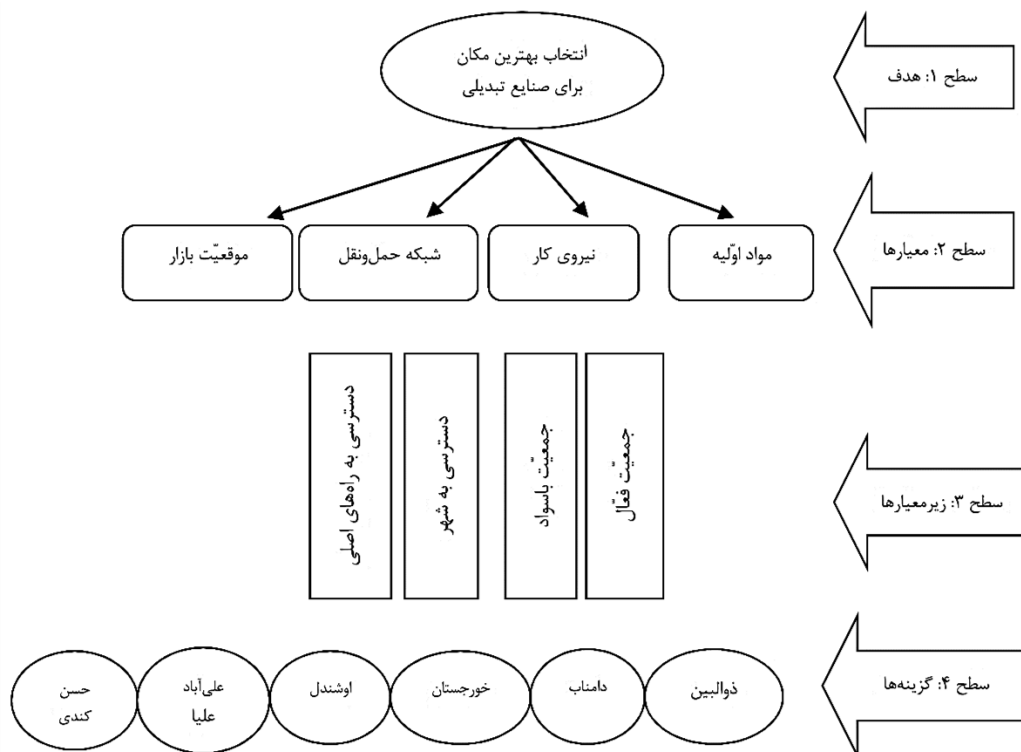 انتخاب بهترین مکان
برای صنایع تبدیلی
سطح ۱: هدف
سطح ۲: معیارها
مواد اوّلیه
نیروی کار
شبکه حمل‌ونقل
موقعیّت بازار
سطح ۳: زیرمعیارها
جمعیّت فعّال
جمعیّت باسواد
دسترسی به شهر
دسترسی به راه‌های اصلی
سطح ۴: گزینه‌ها
ذوالبین
دامناب
خورجستان
اوشندل
علی‌آباد
علیا
حسن
کندی